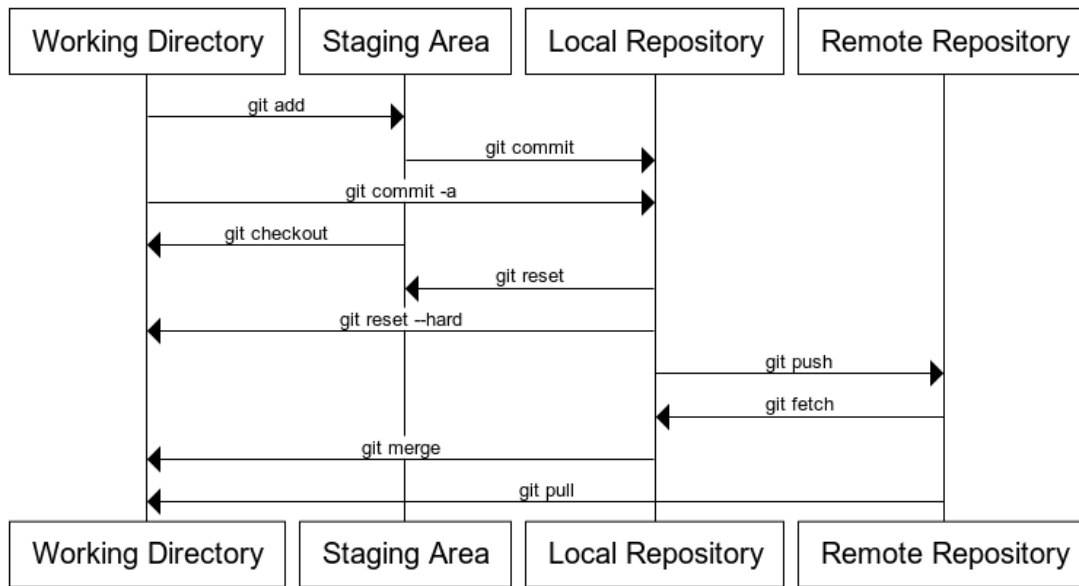 Working Directory
Staging Area
Local Repository
Remote Repository
git add
git commit
git commit -a
git checkout
git reset
git reset --hard
git push
git fetch
git merge
git pull
Working Directory
Staging Area
Local Repository
Remote Repository